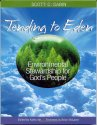 SCOTT C. SABIN
Tending to Eden
Environmental
Stewardship for
God's People